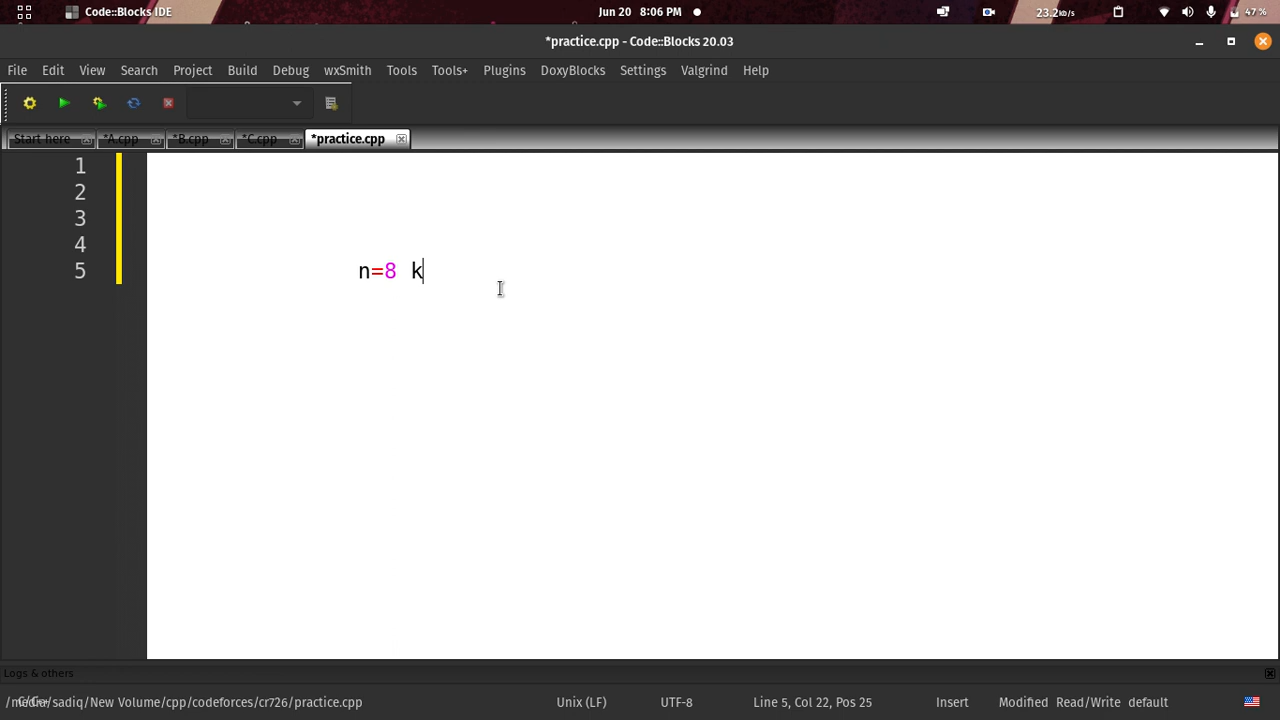 Code::Blocks IDE
Jun 20 8:06 PM
23.2kb/s
47 %
*practice.cpp - Code::Blocks 20.03
File Edit View Search Project Build Debug wxSmith Tools Tools+ Plugins DoxyBlocks Settings Valgrind Help
Start here *A.cpp *B.cpp *C.cpp *practice.cpp
1
2
3
4
5 n=8 k
Logs & others
/media/sadiq/New Volume/cpp/codeforces/cr726/practice.cpp Unix (LF) UTF-8 Line 5, Col 22, Pos 25 Insert Modified Read/Write default